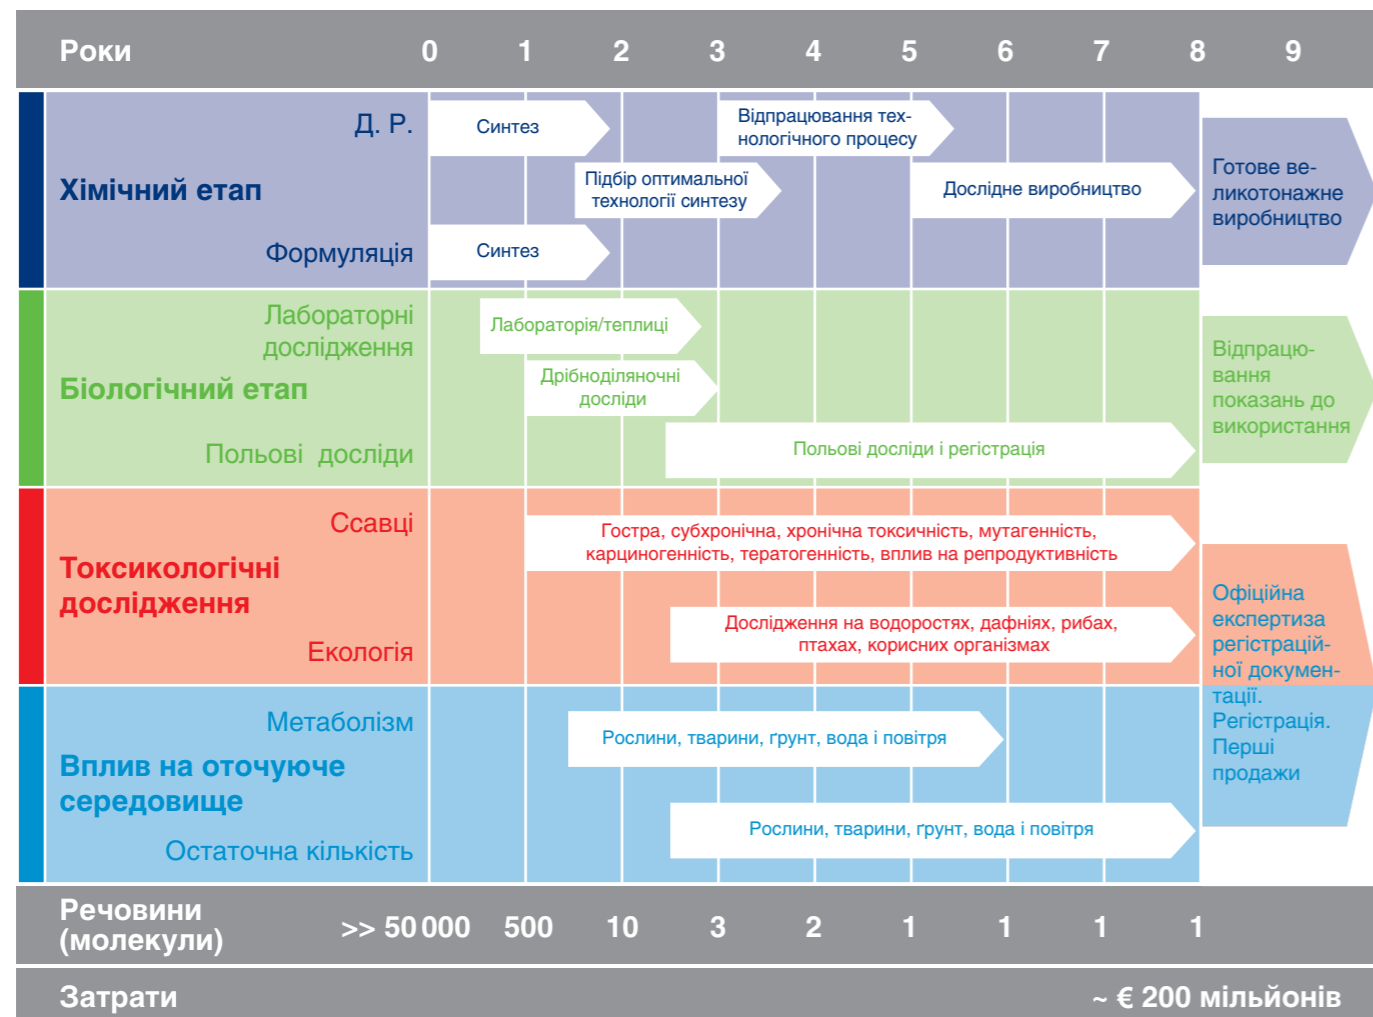 Роки 0 1 2 3 4 5 6 7 8 9
Хімічний етап
Д. Р.
Синтез
Відпрацювання тех-
нологічного процесу
Підбір оптимальної
технології синтезу
Дослідне виробництво
Формуляція
Синтез
Готове ве-
ликотонажне
виробництво
Біологічний етап
Лабораторні
дослідження
Лабораторія/теплиці
Дрібноділяночні
досліди
Польові досліди
Польові досліди і регістрація
Відпрацю-
вання
показань до
використання
Токсикологічні
дослідження
Ссавці
Гостра, субхронічна, хронічна токсичність, мутагенність,
карциногенність, тератогенність, вплив на репродуктивність
Екологія
Дослідження на водоростях, дафніях, рибах,
птахах, корисних організмах
Вплив на оточуюче
середовище
Метаболізм
Рослини, тварини, ґрунт, вода і повітря
Остаточна кількість
Рослини, тварини, ґрунт, вода і повітря
Офіційна
експертиза
регістрацій-
ної докумен-
тації.
Регістрація.
Перші
продажи
Речовини
(молекули) >> 50 000 500 10 3 2 1 1 1 1
Затрати ~ € 200 мільйонів